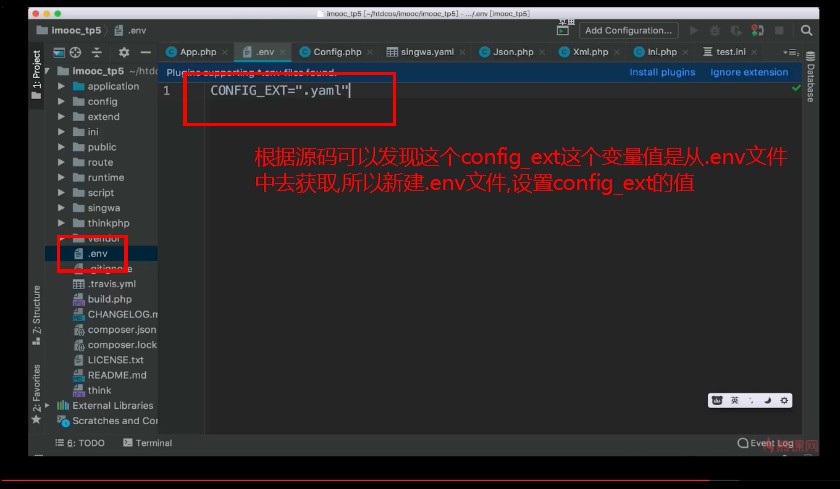 imooc_tp5 [~/htdocs/imooc/imooc_tp5] - .../.env [imooc_tp5]
imooc_tp5 .env
Add Configuration...
1: Project
App.php .env Config.php singwa.yaml Json.php Xml.php Ini.php test.ini
imooc_tp5 ~/htdo
Plugins supporting *.env files found.
Install plugins Ignore extension
Database
application
1 CONFIG_EXT=".yaml"
config
extend
ini
public
route
runtime
script
singwa
thinkphp
vendor
.env
.gitignore
.travis.yml
build.php
CHANGELOG.m
composer.json
composer.lock
LICENSE.txt
README.md
think
External Libraries
Scratches and Cor
根据源码可以发现这个config_ext这个变量值是从.env文件
中去获取,所以新建.env文件,设置config_ext的值
Z: Structure
2: Favorites
英
6: TODO Terminal
Event Log